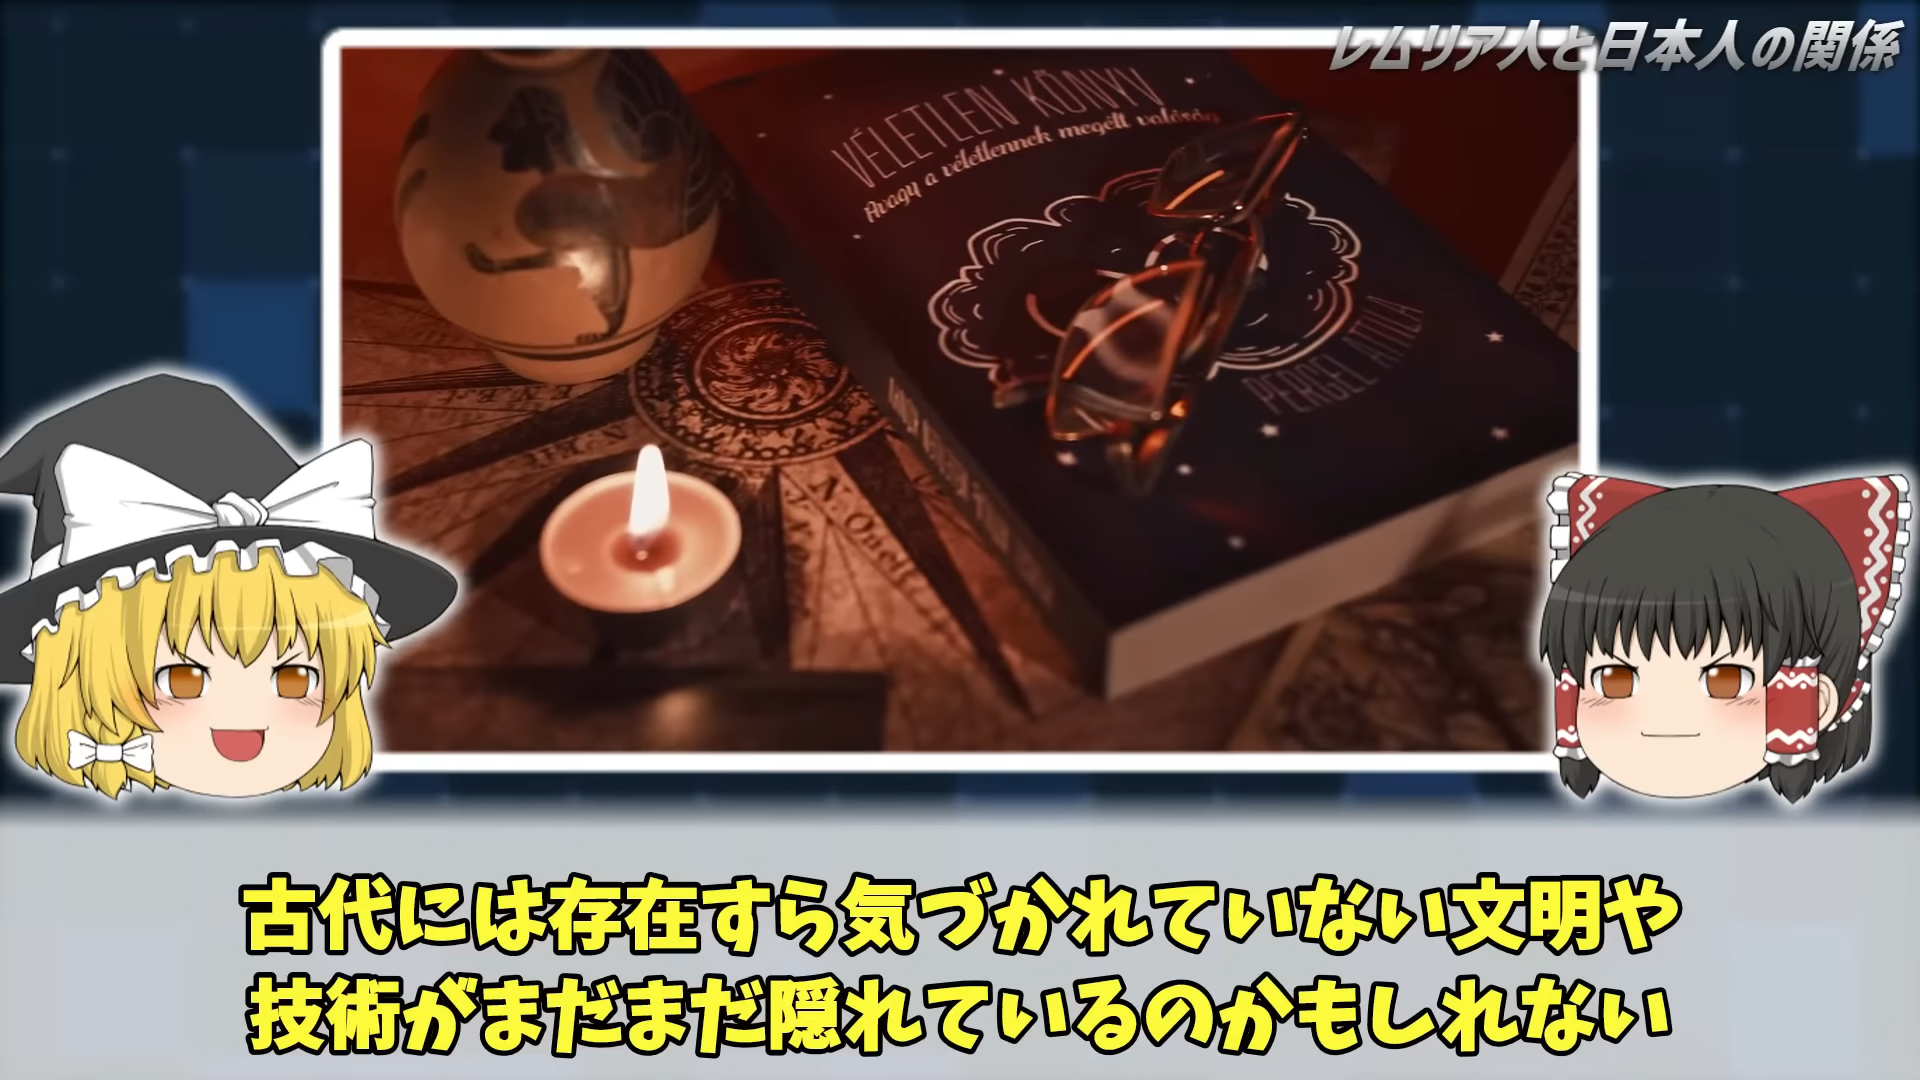 レムリア人と日本人の関係
VÉLETLEN KÖNYV
Avagy a véletlennek megélt valóság
PERGEL ATTILA
N. Ouest
古代には存在すら気づかれていない文明や
技術がまだまだ隠れているのかもしれない